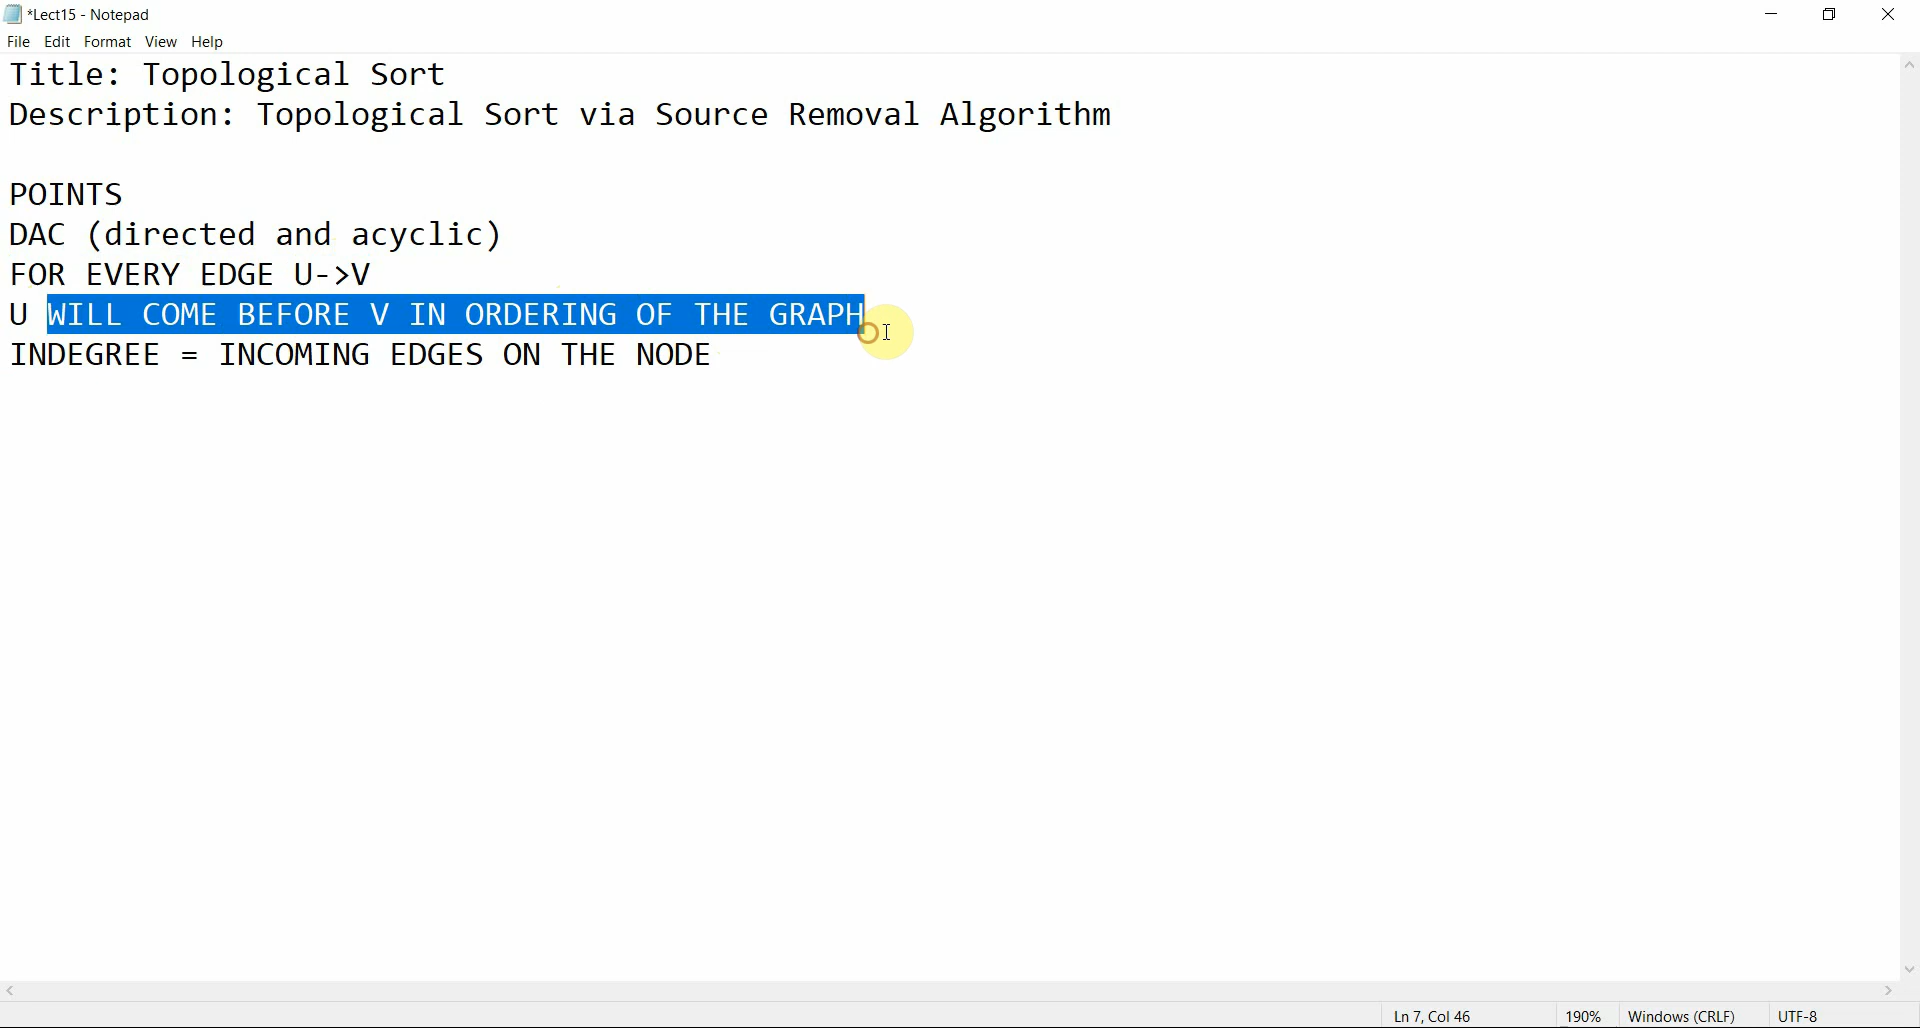 *Lect15 - Notepad
File Edit Format View Help
Title: Topological Sort
Description: Topological Sort via Source Removal Algorithm
POINTS
DAC (directed and acyclic)
FOR EVERY EDGE U->V
U WILL COME BEFORE V IN ORDERING OF THE GRAPH
INDEGREE = INCOMING EDGES ON THE NODE
Ln 7, Col 46 190% Windows (CRLF) UTF-8